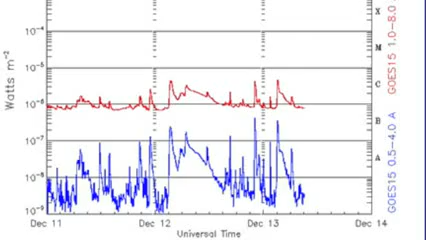 X
10⁻⁴
M
10⁻⁵
C
10⁻⁶
B
10⁻⁷
A
10⁻⁸
10⁻⁹
Watts m⁻²
GOES15 1.0-8.0
GOES15 0.5-4.0 A
Dec 11 Dec 12 Dec 13 Dec 14
Universal Time